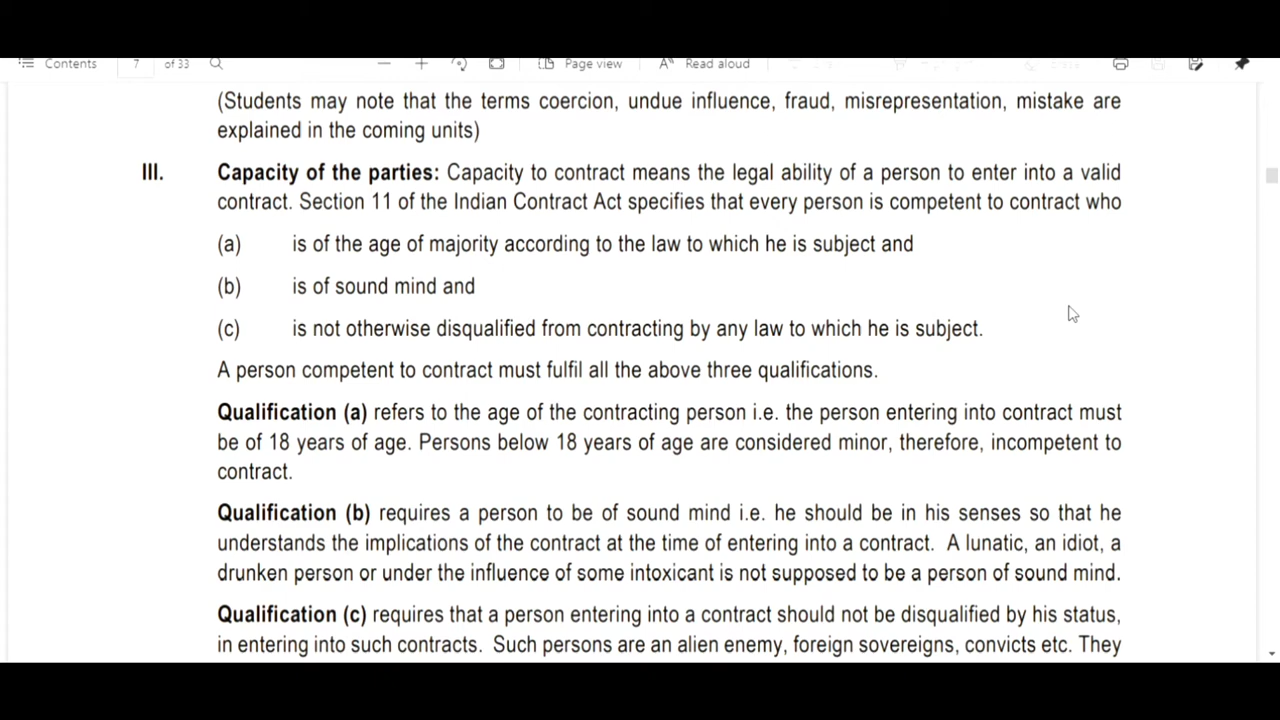 Contents 7 of 33 Page view Read aloud
(Students may note that the terms coercion, undue influence, fraud, misrepresentation, mistake are
explained in the coming units)
III. Capacity of the parties: Capacity to contract means the legal ability of a person to enter into a valid
contract. Section 11 of the Indian Contract Act specifies that every person is competent to contract who
(a) is of the age of majority according to the law to which he is subject and
(b) is of sound mind and
(c) is not otherwise disqualified from contracting by any law to which he is subject.
A person competent to contract must fulfil all the above three qualifications.
Qualification (a) refers to the age of the contracting person i.e. the person entering into contract must
be of 18 years of age. Persons below 18 years of age are considered minor, therefore, incompetent to
contract.
Qualification (b) requires a person to be of sound mind i.e. he should be in his senses so that he
understands the implications of the contract at the time of entering into a contract. A lunatic, an idiot, a
drunken person or under the influence of some intoxicant is not supposed to be a person of sound mind.
Qualification (c) requires that a person entering into a contract should not be disqualified by his status,
in entering into such contracts. Such persons are an alien enemy, foreign sovereigns, convicts etc. They